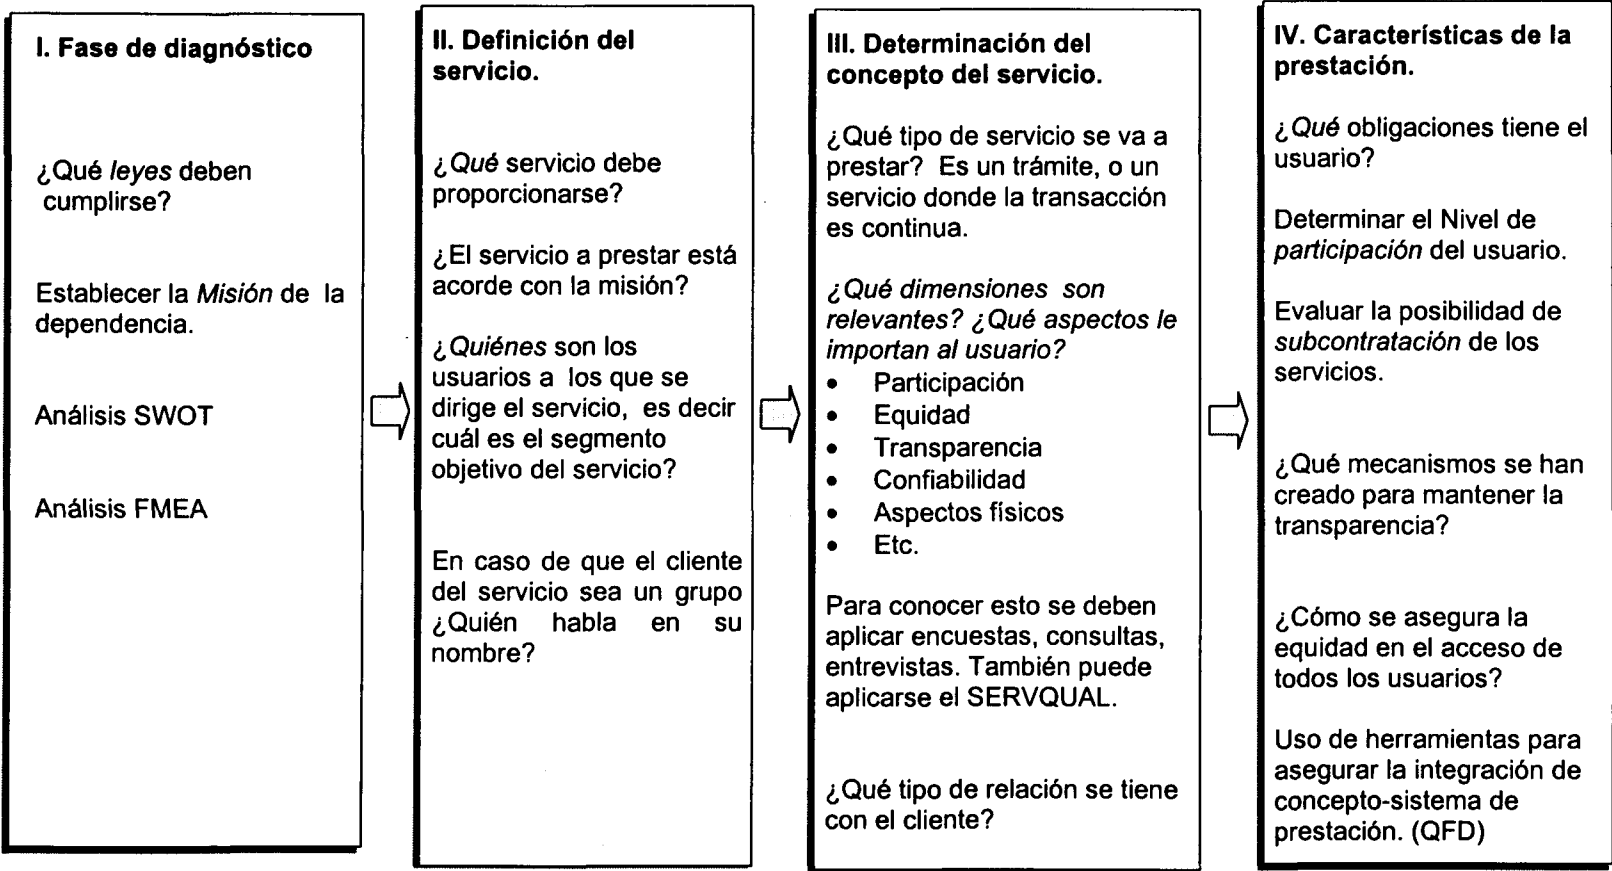 I. Fase de diagnóstico
¿Qué leyes deben
cumplirse?
Establecer la Misión de la
dependencia.
Análisis SWOT
Análisis FMEA
II. Definición del
servicio.
¿Qué servicio debe
proporcionarse?
¿El servicio a prestar está
acorde con la misión?
¿Quiénes son los
usuarios a los que se
dirige el servicio, es decir
cuál es el segmento
objetivo del servicio?
En caso de que el cliente
del servicio sea un grupo
¿Quién habla en su
nombre?
III. Determinación del
concepto del servicio.
¿Qué tipo de servicio se va a
prestar? Es un trámite, o un
servicio donde la transacción
es continua.
¿Qué dimensiones son
relevantes? ¿Qué aspectos le
importan al usuario?
• Participación
• Equidad
• Transparencia
• Confiabilidad
• Aspectos físicos
• Etc.
Para conocer esto se deben
aplicar encuestas, consultas,
entrevistas. También puede
aplicarse el SERVQUAL.
¿Qué tipo de relación se tiene
con el cliente?
IV. Características de la
prestación.
¿Qué obligaciones tiene el
usuario?
Determinar el Nivel de
participación del usuario.
Evaluar la posibilidad de
subcontratación de los
servicios.
¿Qué mecanismos se han
creado para mantener la
transparencia?
¿Cómo se asegura la
equidad en el acceso de
todos los usuarios?
Uso de herramientas para
asegurar la integración de
concepto-sistema de
prestación. (QFD)